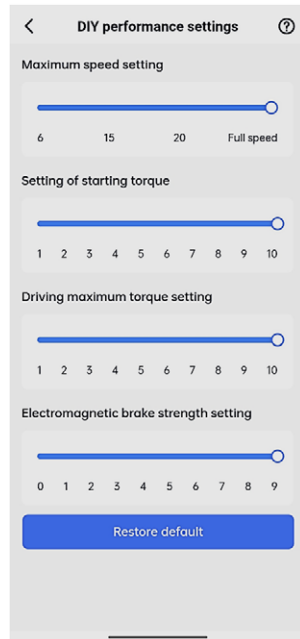 DIY performance settings
Maximum speed setting
6 15 20 Full speed
Setting of starting torque
1 2 3 4 5 6 7 8 9 10
Driving maximum torque setting
1 2 3 4 5 6 7 8 9 10
Electromagnetic brake strength setting
0 1 2 3 4 5 6 7 8 9
Restore default